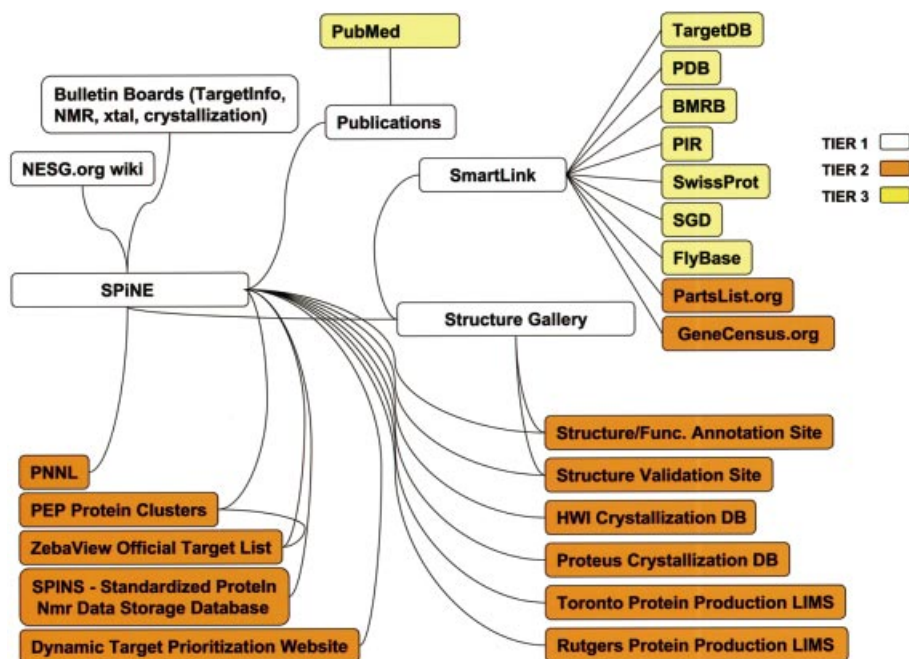 PubMed
Bulletin Boards (TargetInfo,
NMR, xtal, crystallization)
Publications
NESG.org wiki
SPiNE
SmartLink
Structure Gallery
TargetDB
PDB
BMRB
PIR
SwissProt
SGD
FlyBase
PartsList.org
GeneCensus.org
TIER 1
TIER 2
TIER 3
PNNL
PEP Protein Clusters
ZebaView Official Target List
SPINS - Standardized Protein
Nmr Data Storage Database
Dynamic Target Prioritization Website
Structure/Func. Annotation Site
Structure Validation Site
HWI Crystallization DB
Proteus Crystallization DB
Toronto Protein Production LIMS
Rutgers Protein Production LIMS